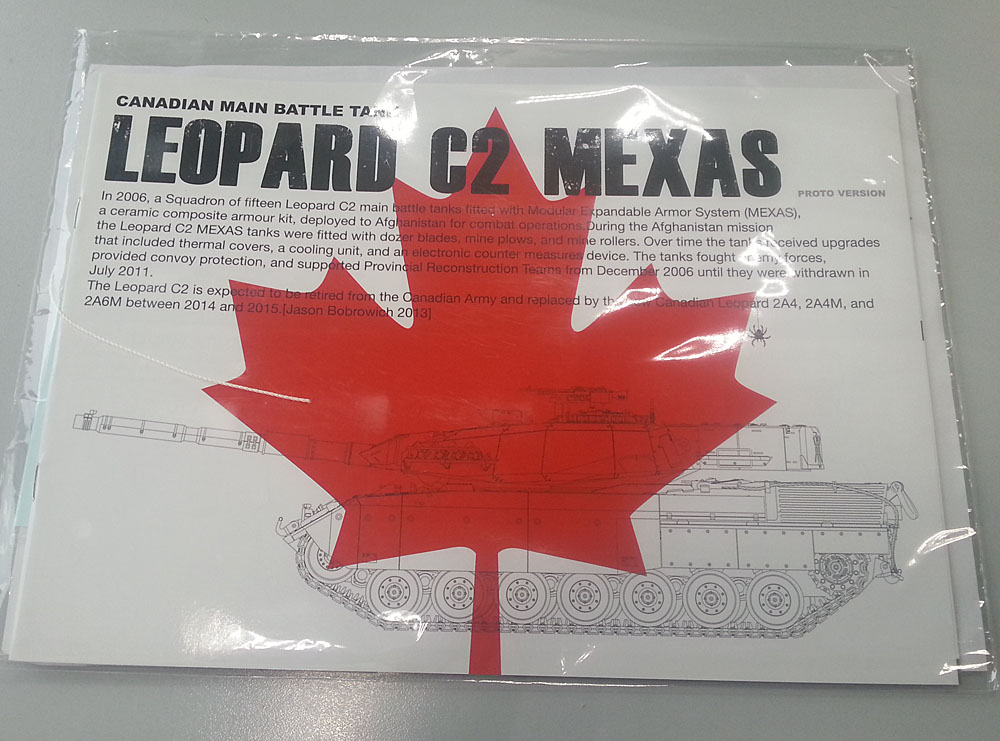 CANADIAN MAIN BATTLE TANK
LEOPARD C2 MEXAS
PROTO VERSION
In 2006, a Squadron of fifteen Leopard C2 main battle tanks fitted with Modular Expandable Armor System (MEXAS),
a ceramic composite armour kit, deployed to Afghanistan for combat operations.During the Afghanistan mission
the Leopard C2 MEXAS tanks were fitted with dozer blades, mine plows, and mine rollers. Over time the tanks received upgrades
that included thermal covers, a cooling unit, and an electronic counter measures device. The tanks fought enemy forces,
provided convoy protection, and supported Provincial Reconstruction Teams from December 2006 until they were withdrawn in
July 2011.
The Leopard C2 is expected to be retired from the Canadian Army and replaced by the new Canadian Leopard 2A4, 2A4M, and
2A6M between 2014 and 2015.[Jason Bobrowich 2013]